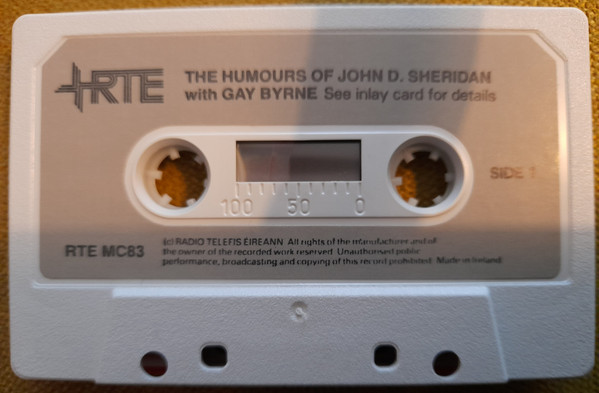 RTE
THE HUMOURS OF JOHN D. SHERIDAN
with GAY BYRNE See inlay card for details
SIDE 1
100 50 0
RTE MC83
(c) RADIO TELEFIS ÉIREANN All rights of the manufacturer and of
the owner of the recorded work reserved. Unauthorised public
performance, broadcasting and copying of this record prohibited. Made in Ireland.